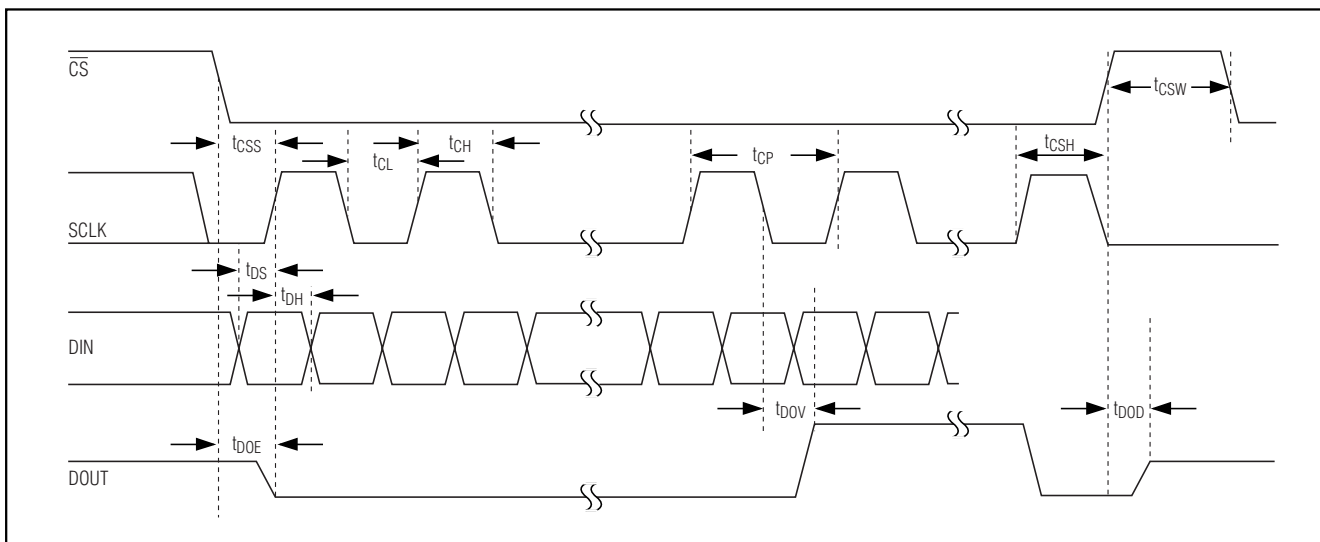 CS
tCSW
tCSS
tCL
tCH
tCP
tCSH
SCLK
tDS
tDH
DIN
tDOV
tDOD
tDOE
DOUT